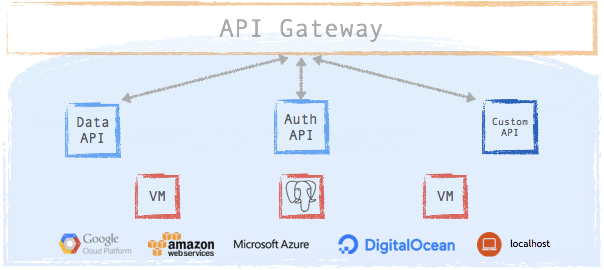 API Gateway
Data
API
Auth
API
Custom
API
VM
VM
Google
Cloud Platform
amazon
webservices
Microsoft Azure
DigitalOcean
localhost